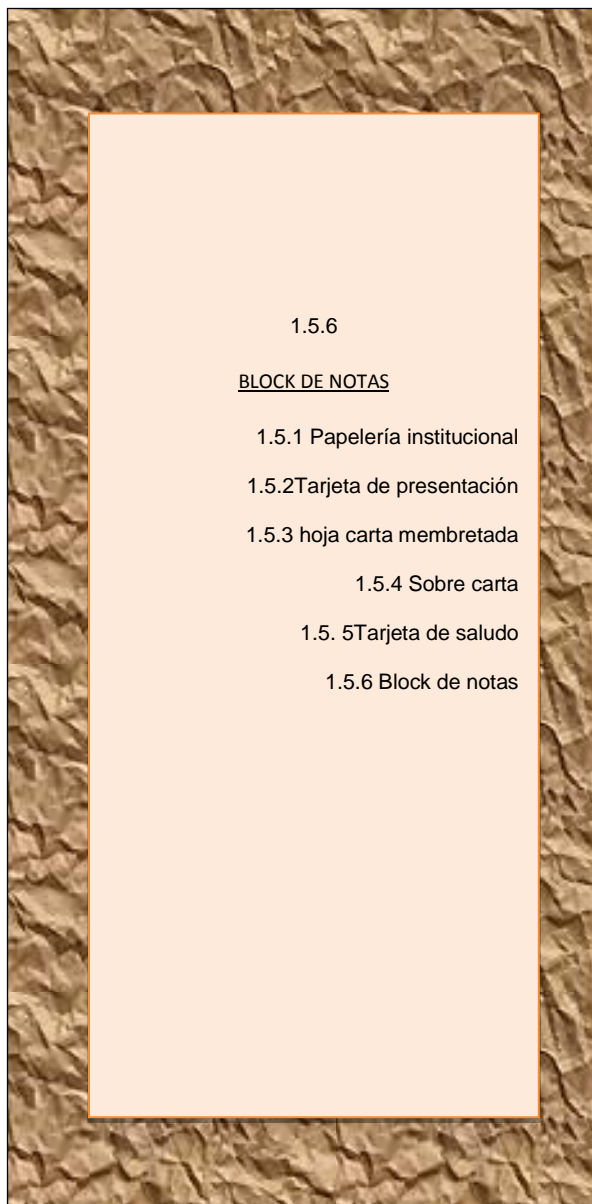 1.5.6
BLOCK DE NOTAS
1.5.1 Papelería institucional
1.5.2Tarjeta de presentación
1.5.3 hoja carta membretada
1.5.4 Sobre carta
1.5. 5Tarjeta de saludo
1.5.6 Block de notas